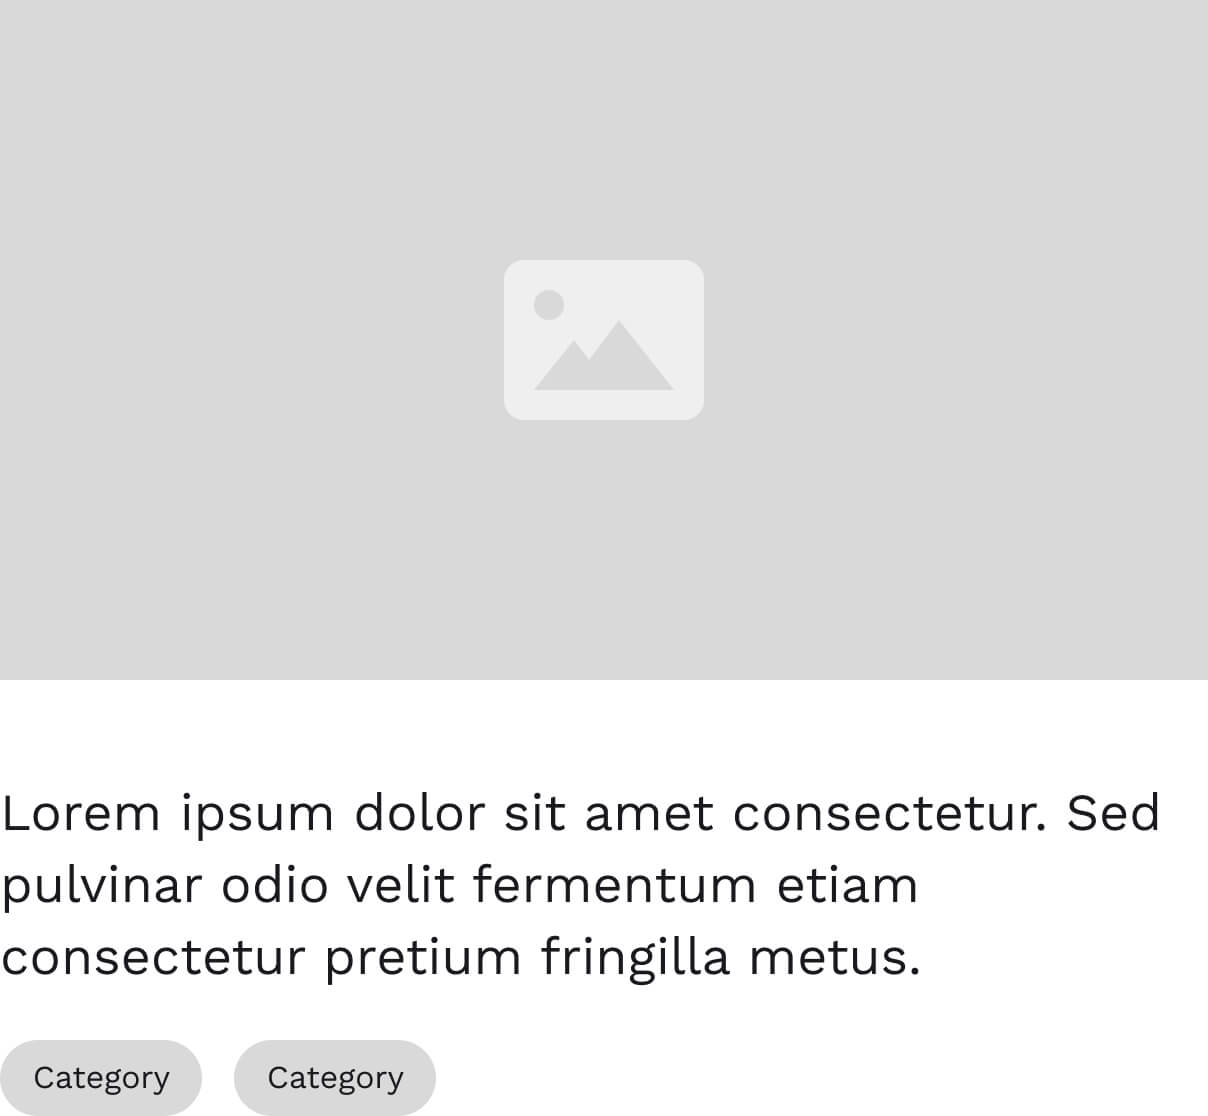 Lorem ipsum dolor sit amet consectetur. Sed
pulvinar odio velit fermentum etiam
consectetur pretium fringilla metus.
Category
Category